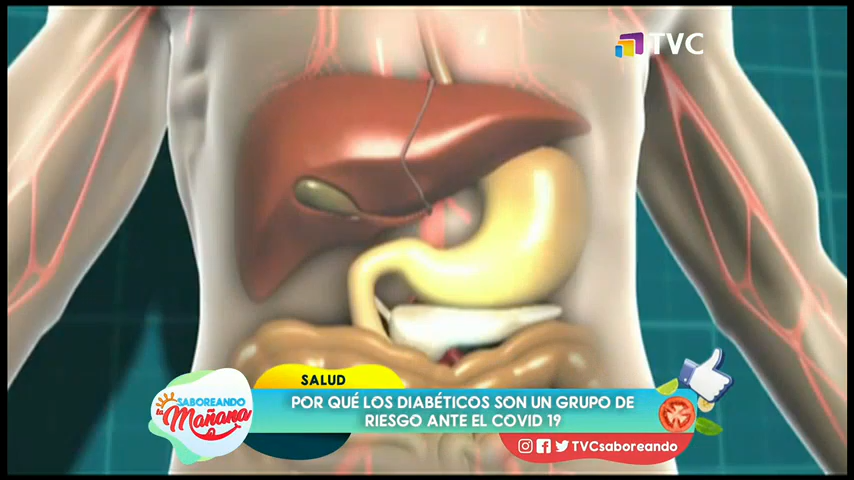 TVC
SALUD
SABOREANDO
la
Mañana
POR QUÉ LOS DIABÉTICOS SON UN GRUPO DE
RIESGO ANTE EL COVID 19
TVCsaboreando